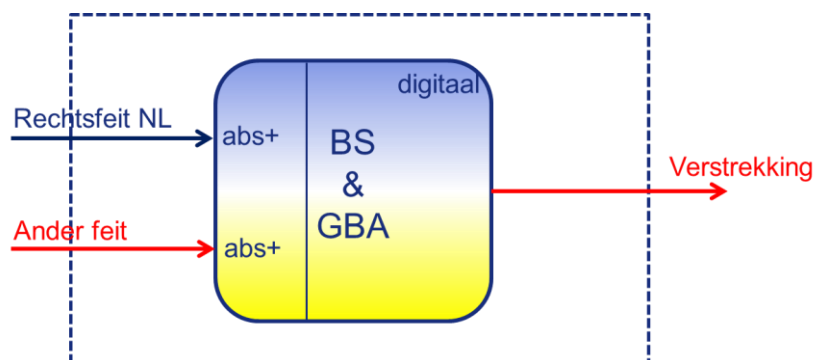 digitaal
Rechtsfeit NL
abs+
BS
&
GBA
Verstrekking
Ander feit
abs+